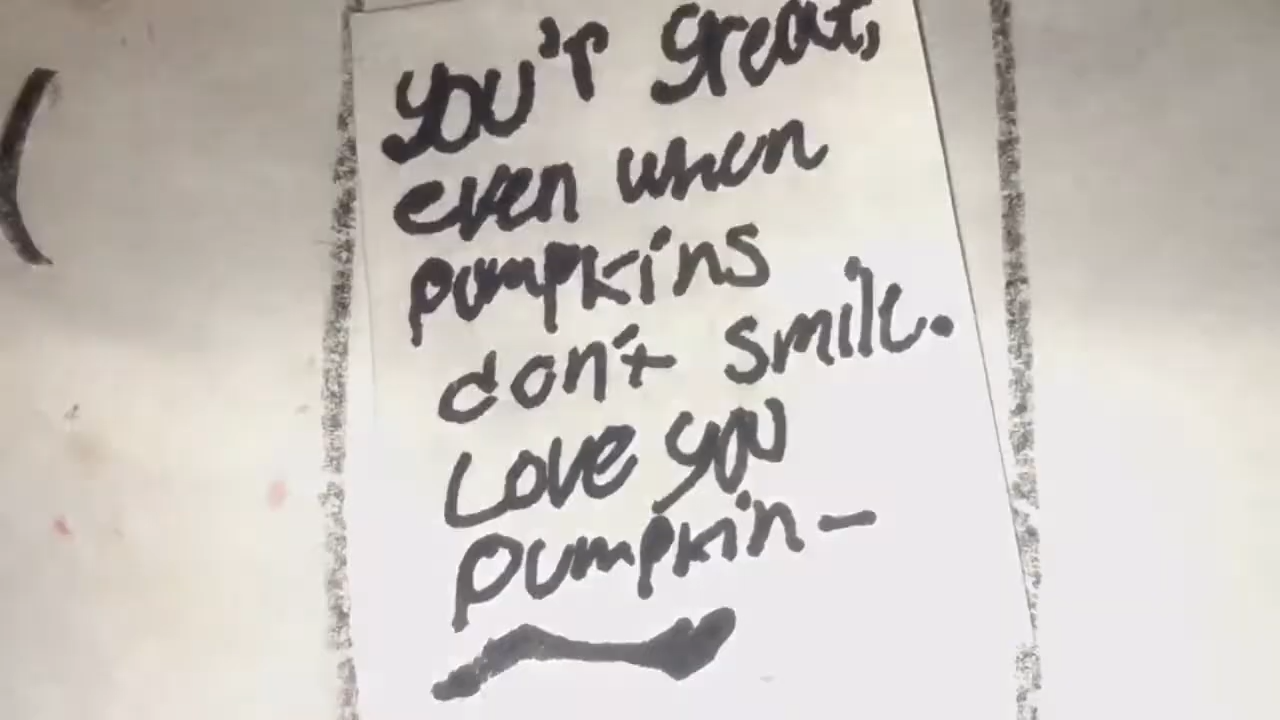 you'r great,
even when
pumpkins
don't smile.
Love you
pumpkin-